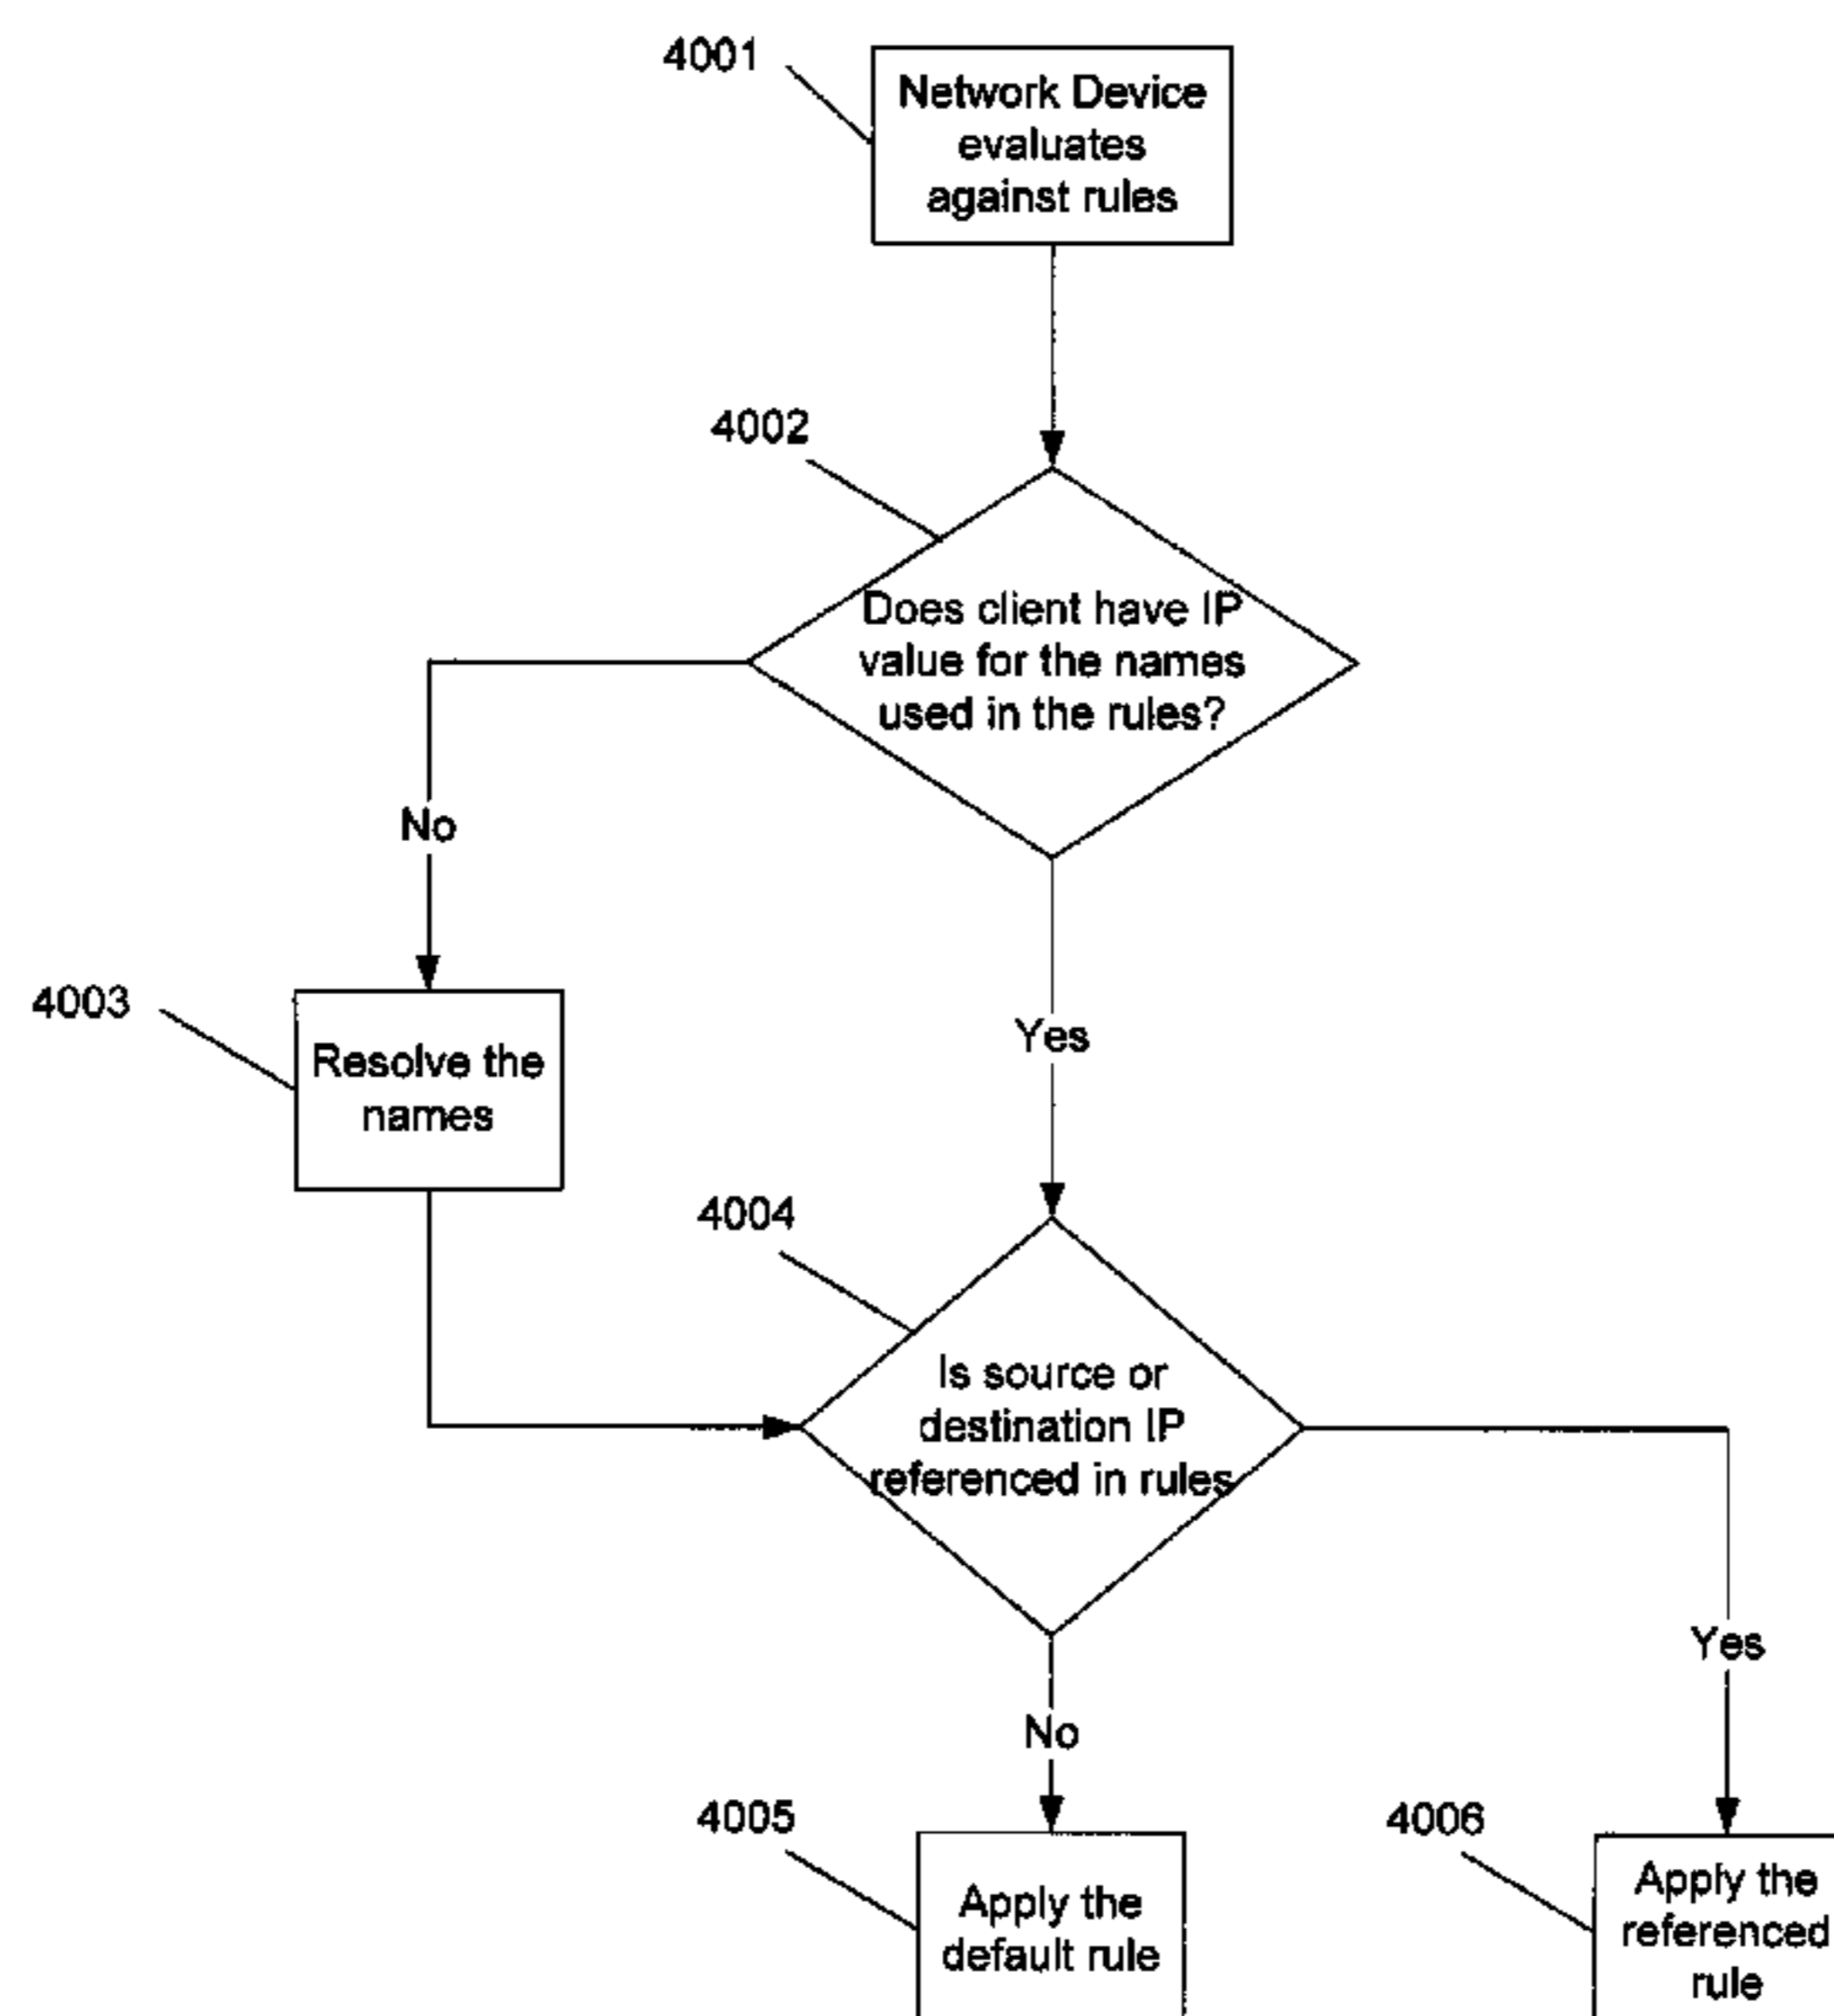 4001
Network Device
evaluates
against rules
4002
Does client have IP
value for the names
used in the rules?
No
Yes
4003
Resolve the
names
4004
Is source or
destination IP
referenced in rules
No
Yes
4005
Apply the
default rule
4006
Apply the
referenced
rule